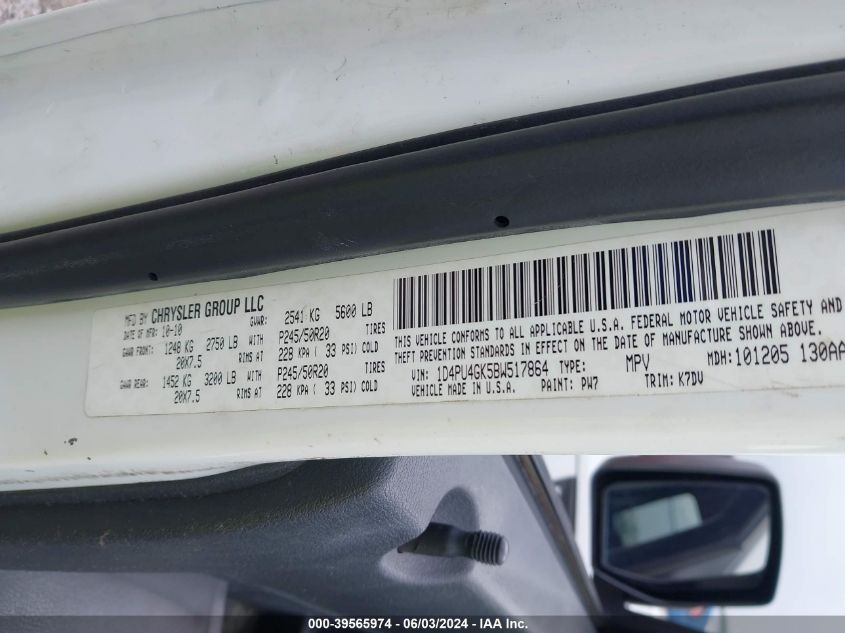 MFD BY CHRYSLER GROUP LLC
DATE OF MFR: 10-10 GVWR: 2541 KG 5600 LB
GAWR FRONT: 1248 KG 2750 LB WITH P245/50R20 TIRES
20X7.5 RIMS AT 228 KPA ( 33 PSI) COLD
GAWR REAR: 1452 KG 3200 LB WITH P245/50R20 TIRES
20X7.5 RIMS AT 228 KPA ( 33 PSI) COLD
THIS VEHICLE CONFORMS TO ALL APPLICABLE U.S.A. FEDERAL MOTOR VEHICLE SAFETY AND
THEFT PREVENTION STANDARDS IN EFFECT ON THE DATE OF MANUFACTURE SHOWN ABOVE.
VIN: 1D4PU4GK5BW517864 TYPE: MPV MDH: 101205 130AA
VEHICLE MADE IN U.S.A. PAINT: PW7 TRIM: K7DV
000-39565974 - 06/03/2024 - IAA Inc.